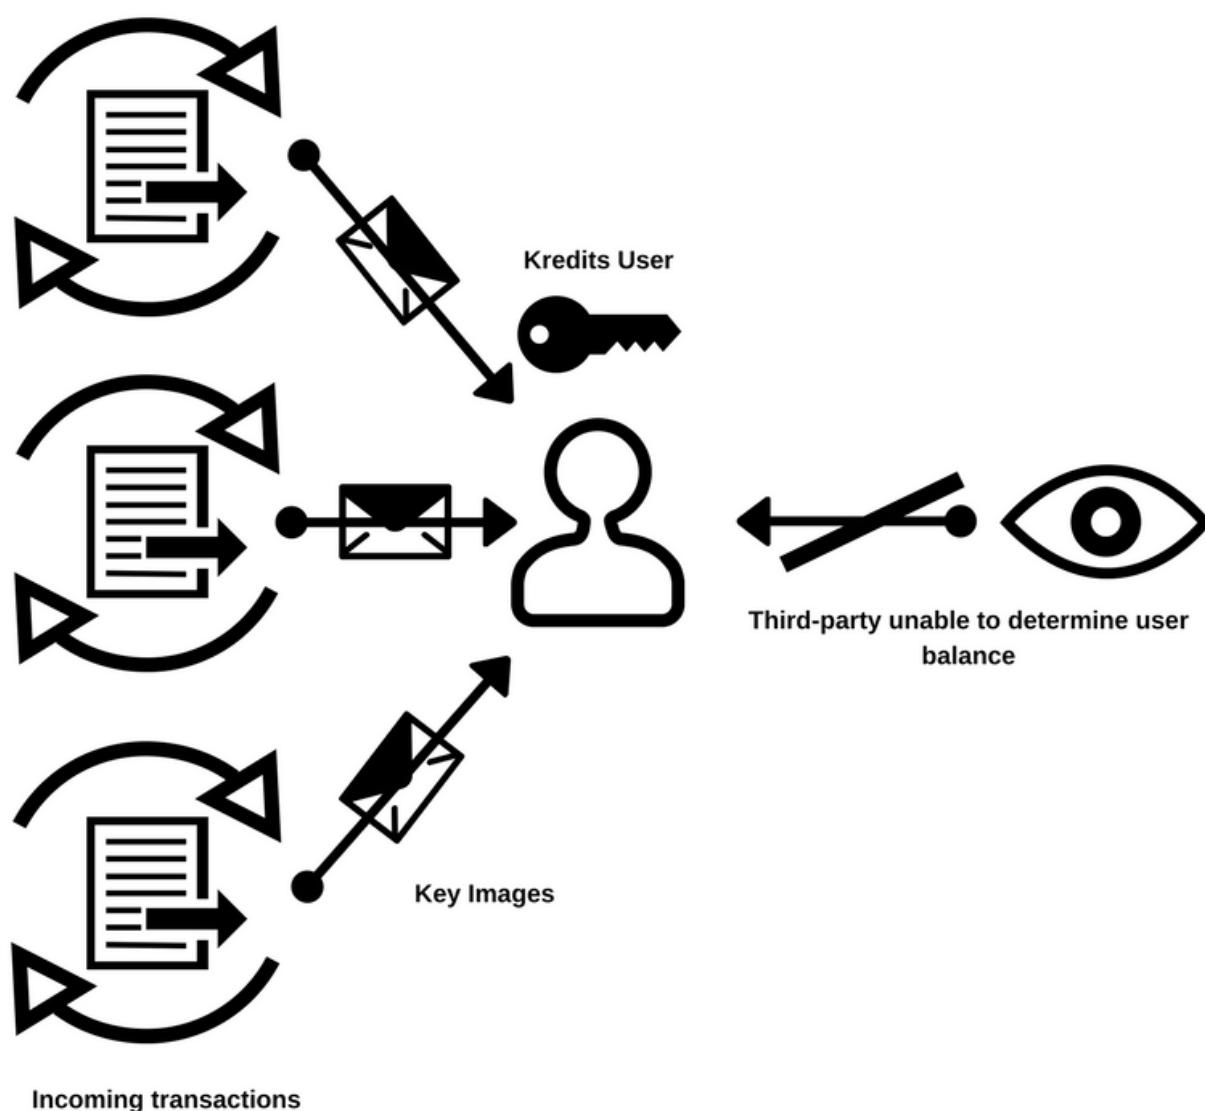 Kredits User
Third-party unable to determine user
balance
Key Images
Incoming transactions